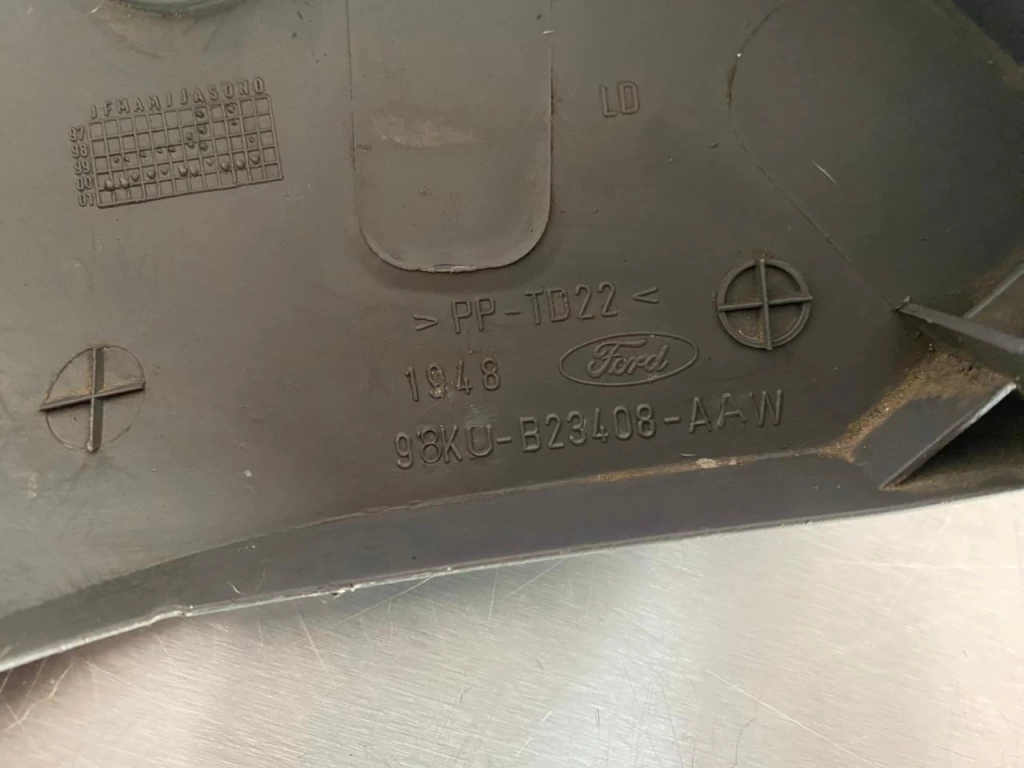 JFMAMJJASOND
97
98
99
00
01
LD
>PP-TD22<
1948
Ford
98KU-B23408-AAW